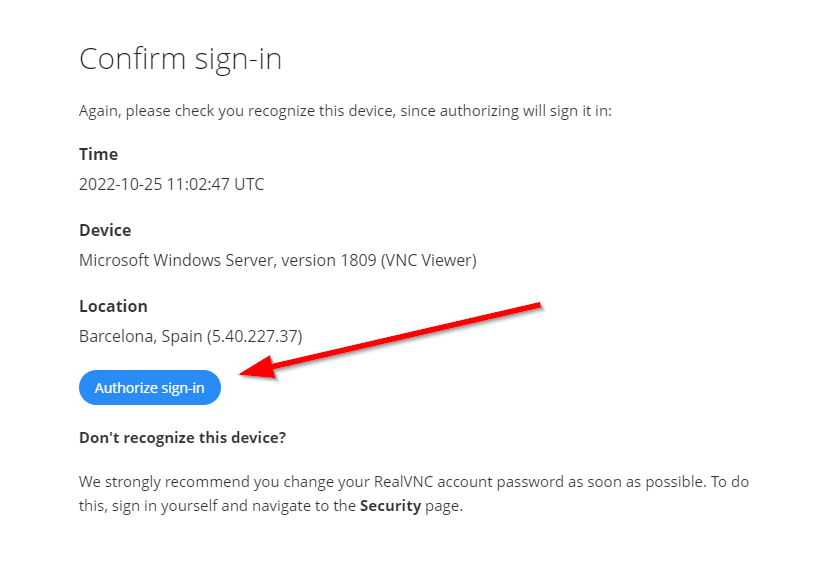 Confirm sign-in
Again, please check you recognize this device, since authorizing will sign it in:
Time
2022-10-25 11:02:47 UTC
Device
Microsoft Windows Server, version 1809 (VNC Viewer)
Location
Barcelona, Spain (5.40.227.37)
Authorize sign-in
Don't recognize this device?
We strongly recommend you change your RealVNC account password as soon as possible. To do
this, sign in yourself and navigate to the Security page.